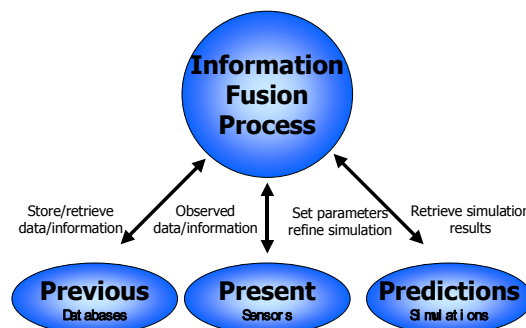 Information
Fusion
Process
Store/retrieve
data/information
Observed
data/information
Set parameters
refine simulation
Retrieve simulation
results
Previous
Databases
Present
Sensors
Predictions
Simulations